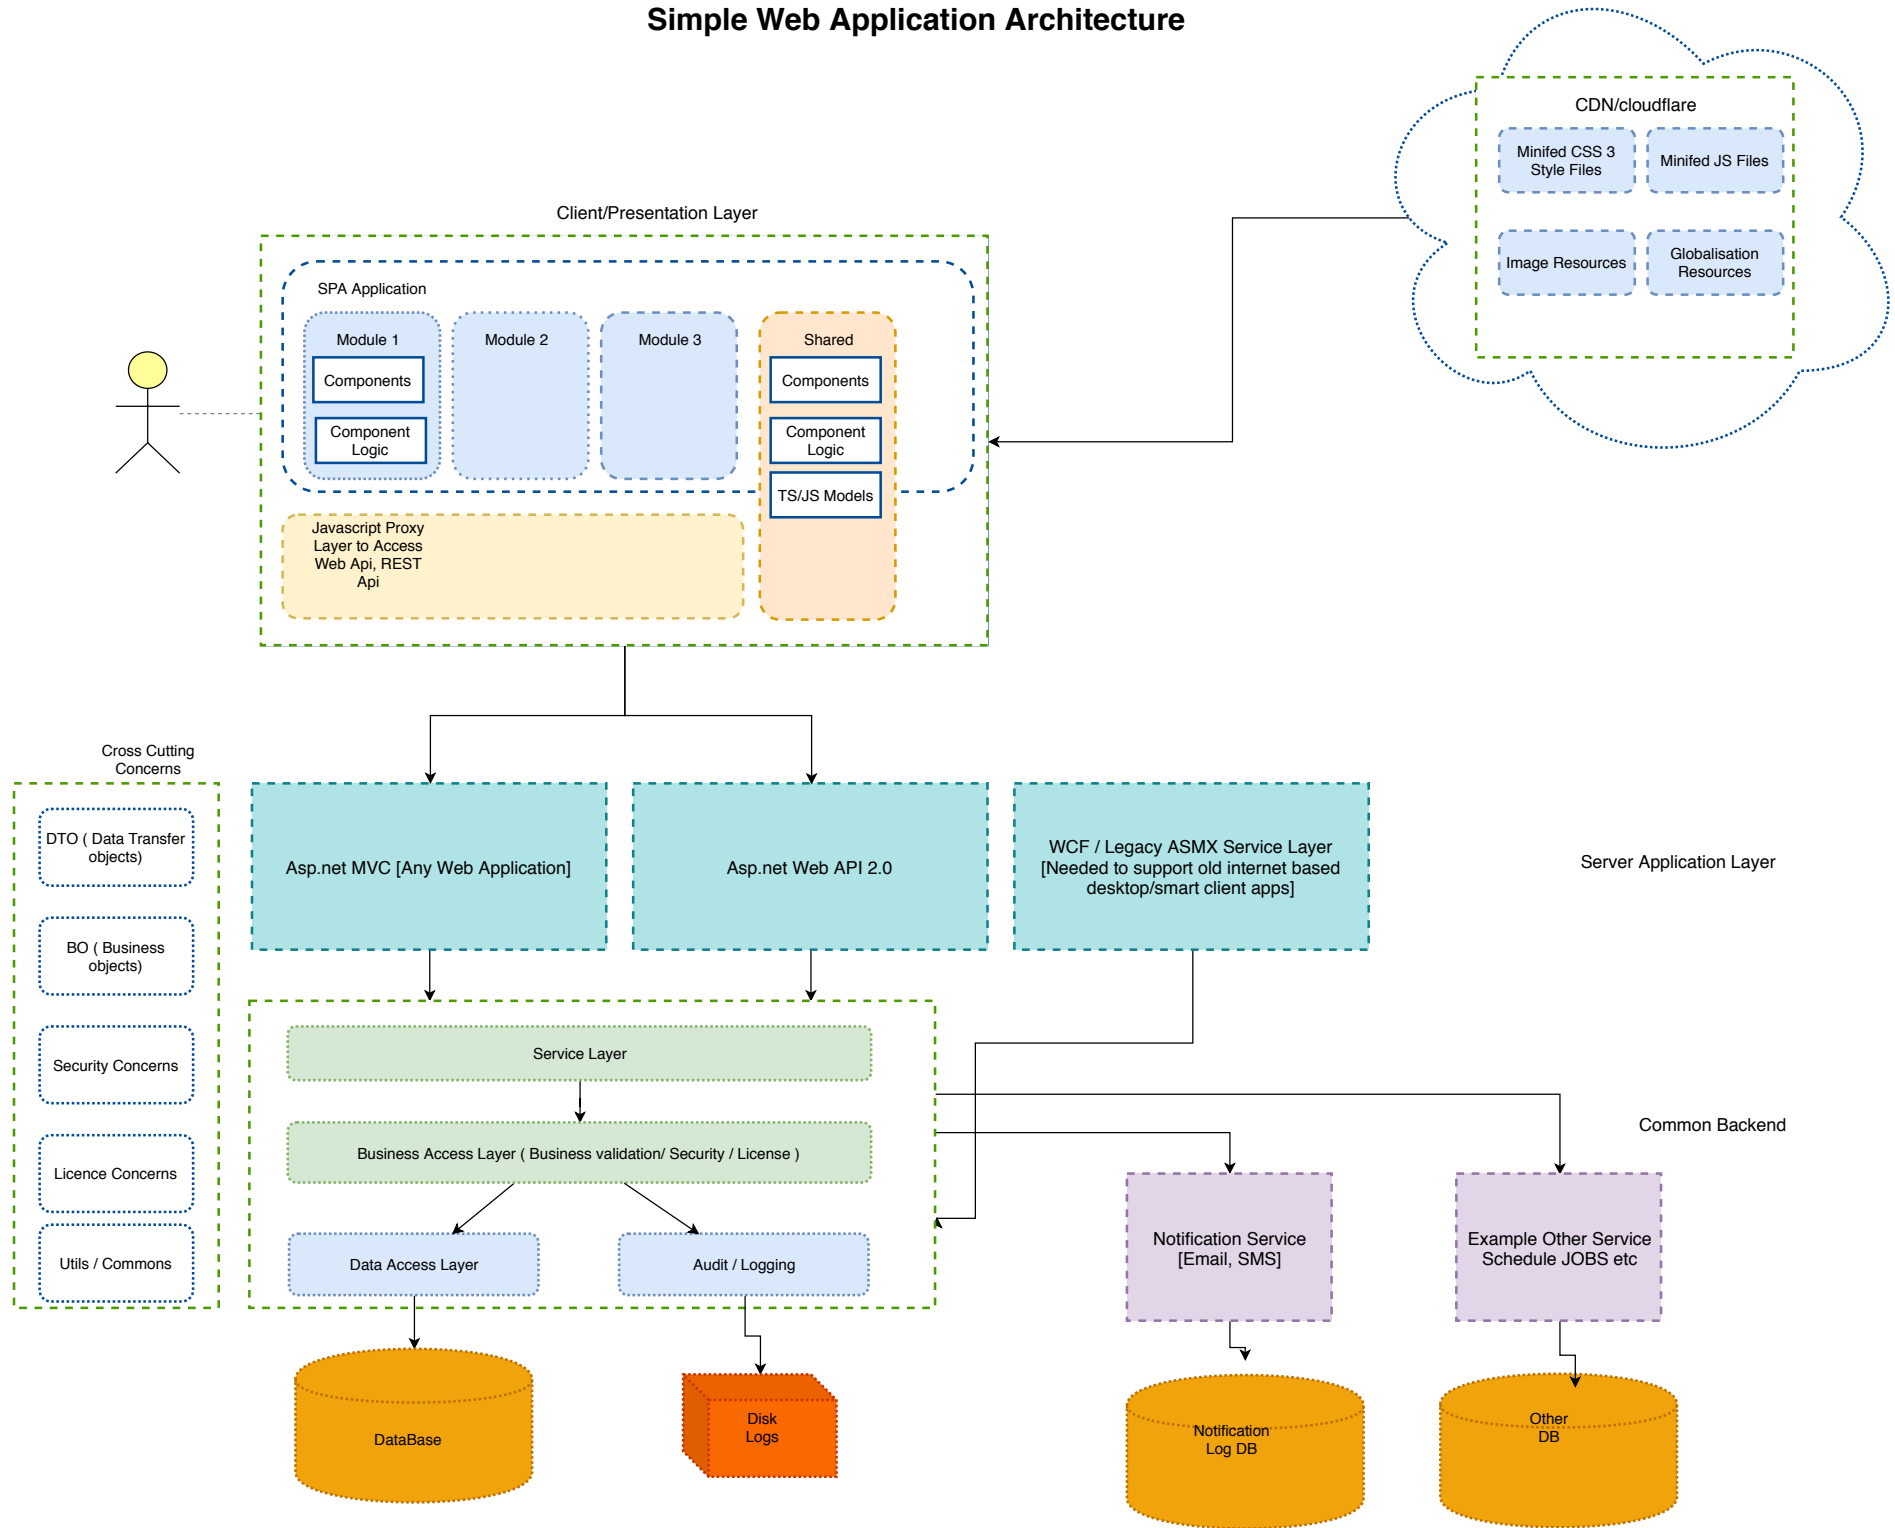 Simple Web Application Architecture
CDN/cloudflare
Minifed CSS 3
Style Files
Minifed JS Files
Image Resources
Globalisation
Resources
Client/Presentation Layer
SPA Application
Module 1
Components
Component
Logic
Module 2
Module 3
Shared
Components
Component
Logic
TS/JS Models
Javascript Proxy
Layer to Access
Web Api, REST
Api
Cross Cutting
Concerns
DTO ( Data Transfer
objects)
BO ( Business
objects)
Security Concerns
Licence Concerns
Utils / Commons
Asp.net MVC [Any Web Application]
Asp.net Web API 2.0
WCF / Legacy ASMX Service Layer
[Needed to support old internet based
desktop/smart client apps]
Server Application Layer
Service Layer
Business Access Layer ( Business validation/ Security / License )
Data Access Layer
Audit / Logging
Common Backend
Notification Service
[Email, SMS]
Example Other Service
Schedule JOBS etc
DataBase
Disk
Logs
Notification
Log DB
Other
DB